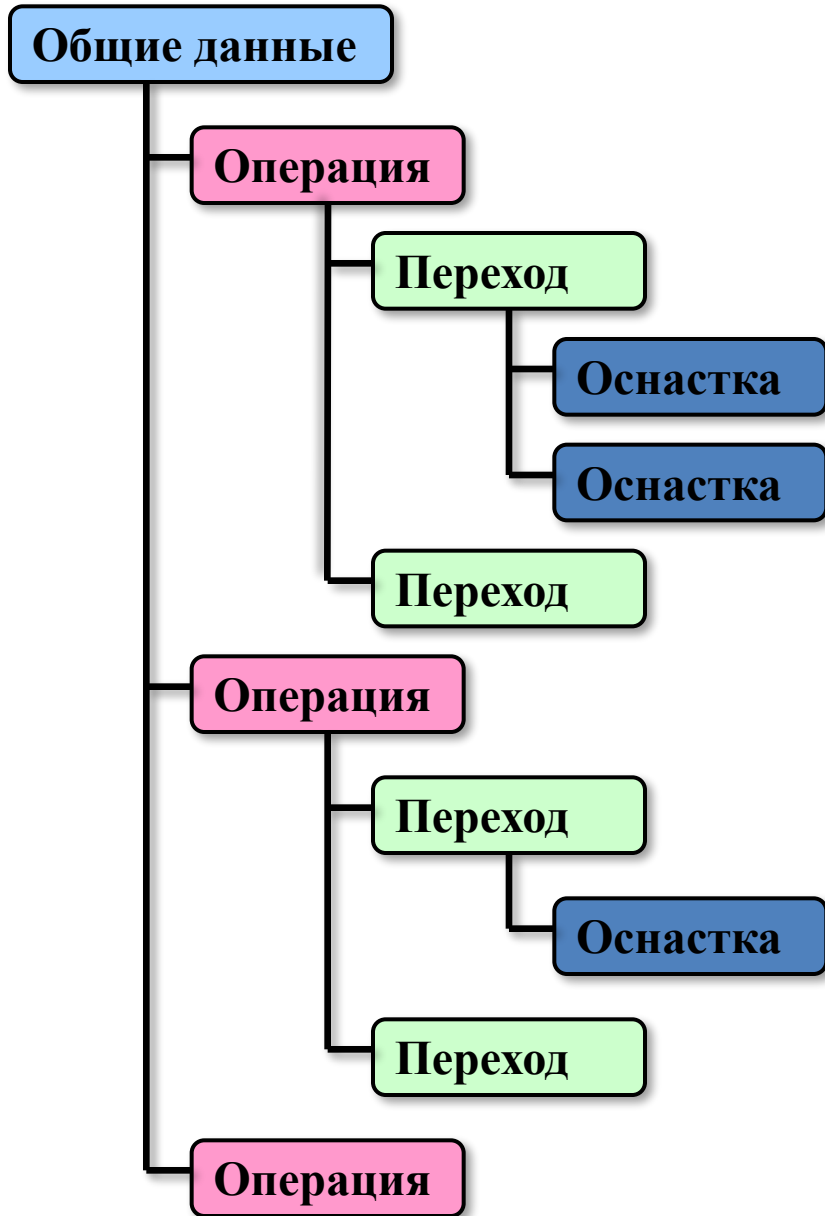 Общие данные
Операция
Переход
Оснастка
Оснастка
Переход
Операция
Переход
Оснастка
Переход
Операция